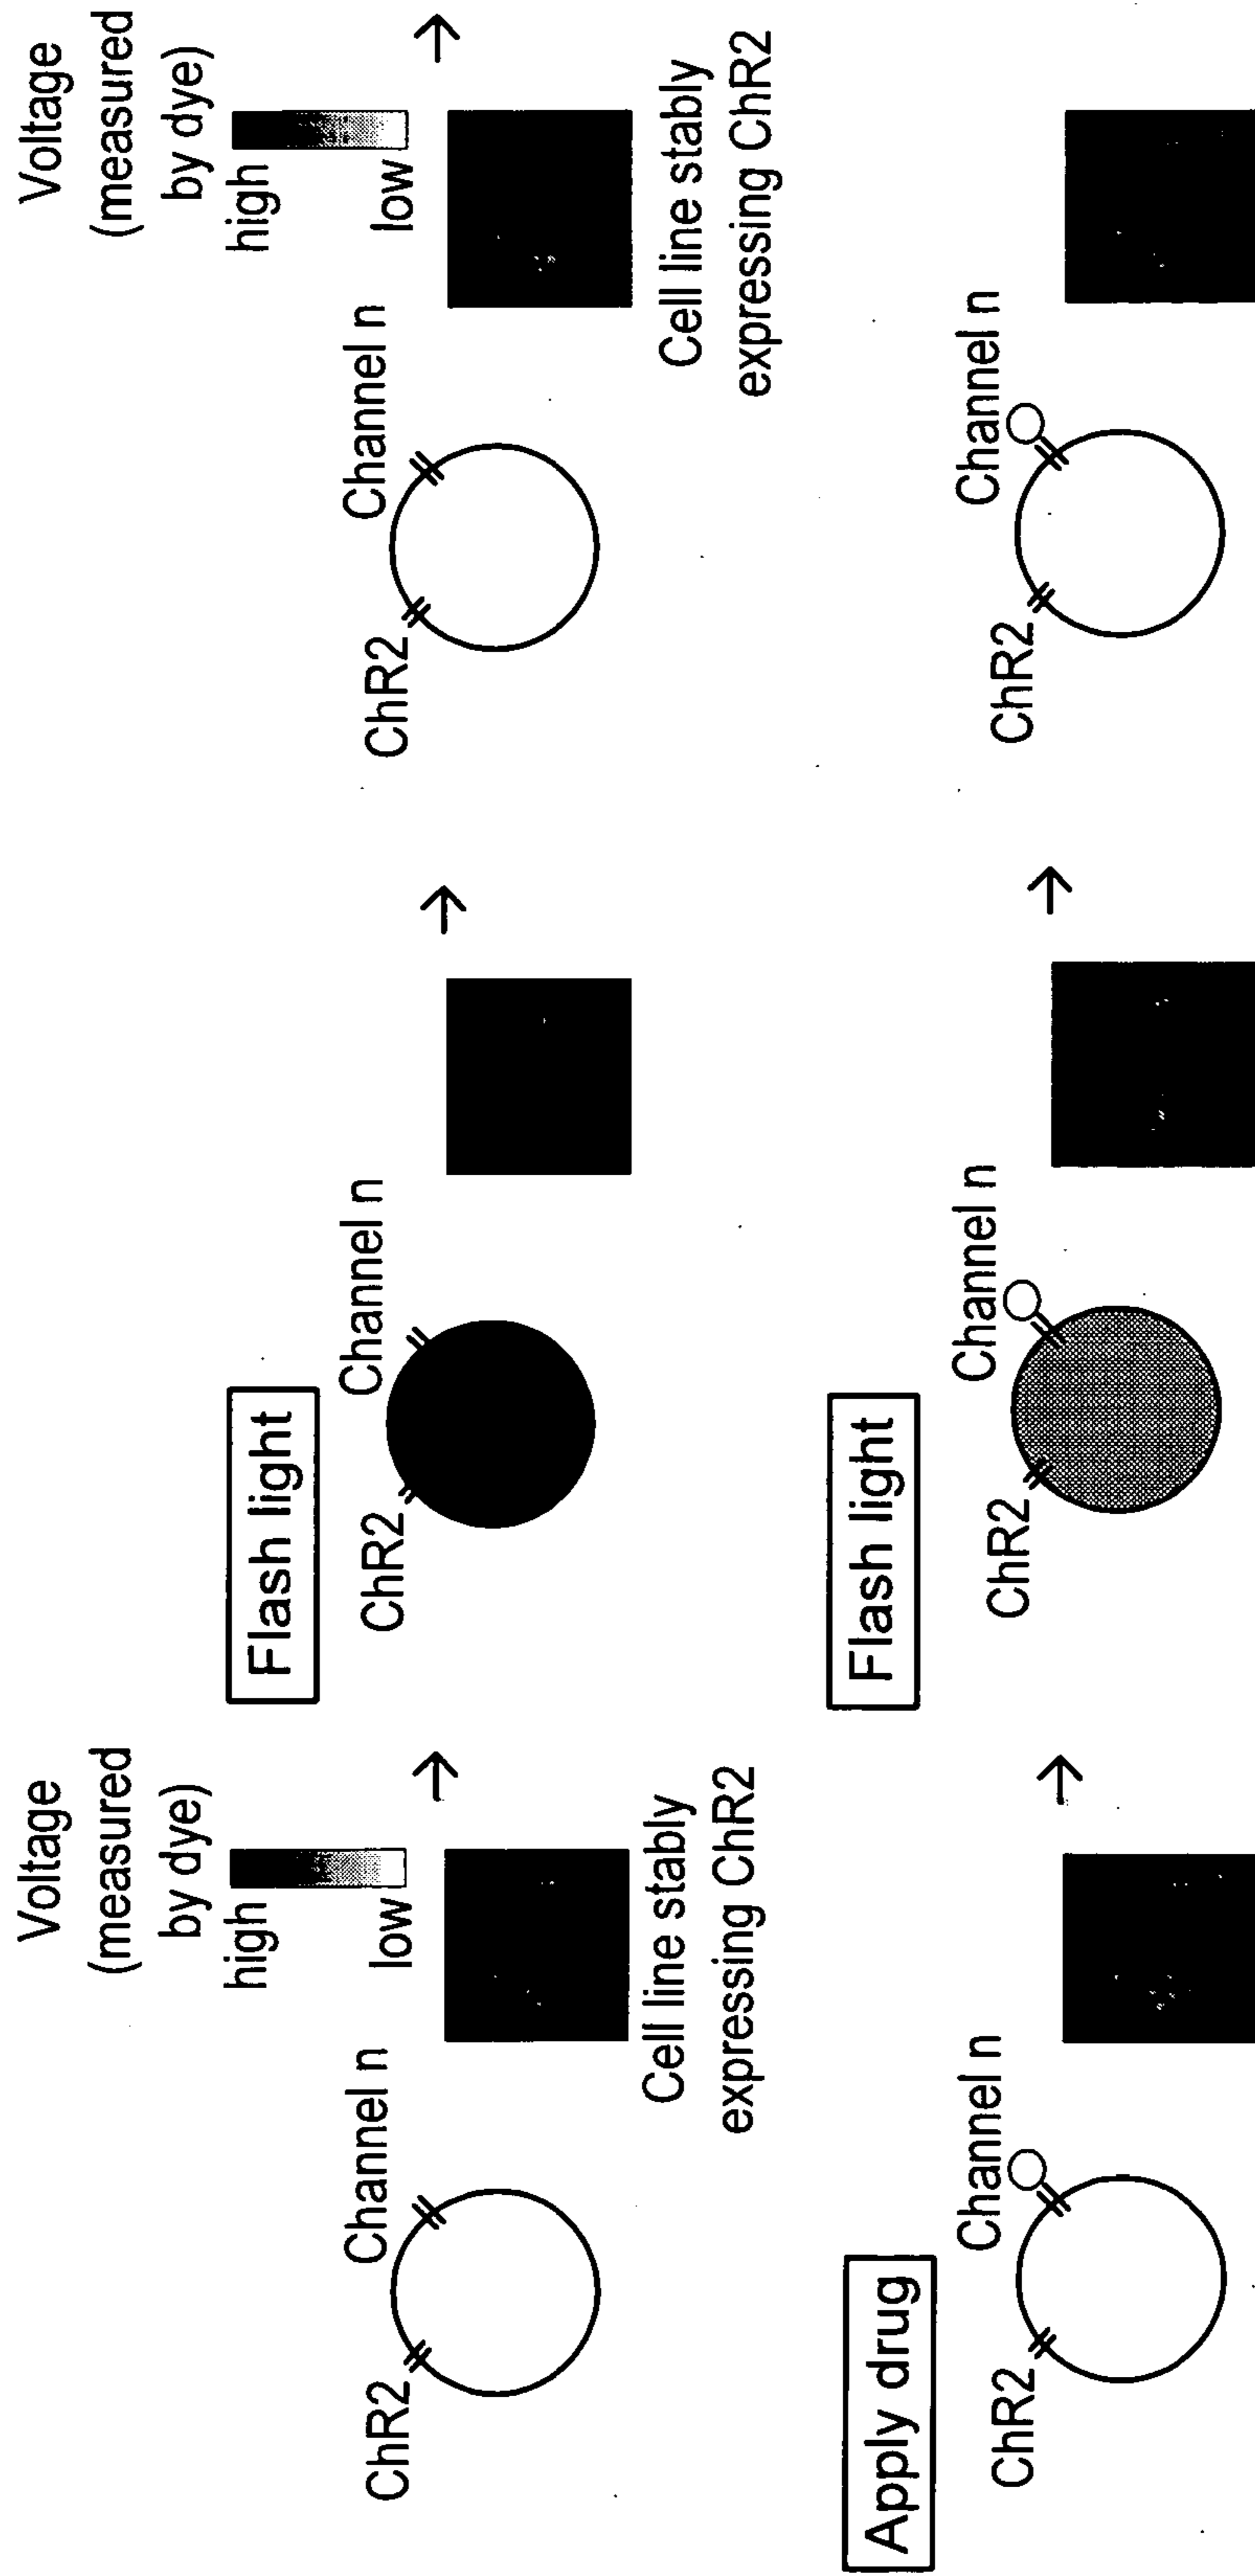 Voltage
(measured
by dye)
high
low
ChR2
Channel n
Cell line stably
expressing ChR2
Flash light
ChR2
Channel n
Voltage
(measured
by dye)
high
low
ChR2
Channel n
Cell line stably
expressing ChR2
Apply drug
ChR2
Channel n
Flash light
ChR2
Channel n
ChR2
Channel n